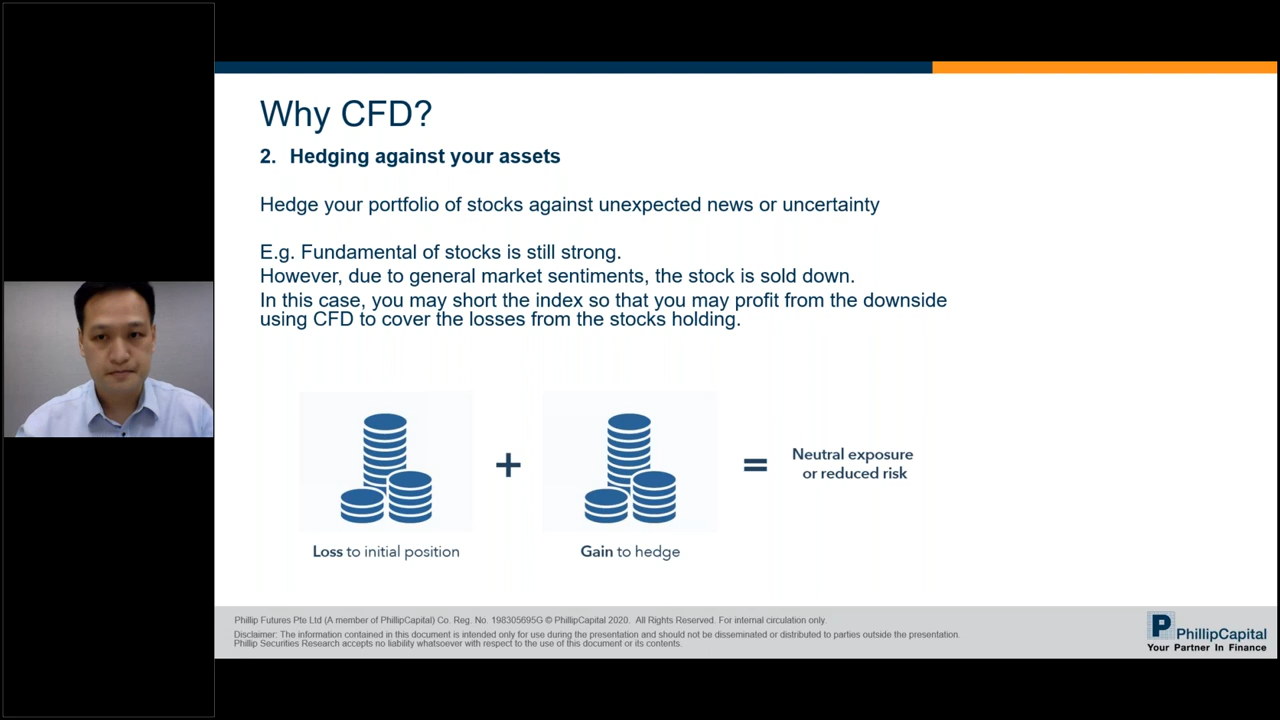 Why CFD?
2. Hedging against your assets
Hedge your portfolio of stocks against unexpected news or uncertainty
E.g. Fundamental of stocks is still strong.
However, due to general market sentiments, the stock is sold down.
In this case, you may short the index so that you may profit from the downside
using CFD to cover the losses from the stocks holding.
+
=
Neutral exposure
or reduced risk
Loss to initial position
Gain to hedge
Phillip Futures Pte Ltd (A member of PhillipCapital) Co. Reg. No. 198305695G © PhillipCapital 2020. All Rights Reserved. For internal circulation only.
Disclaimer: The information contained in this document is intended only for use during the presentation and should not be disseminated or distributed to parties outside the presentation.
Phillip Securities Research accepts no liability whatsoever with respect to the use of this document or its contents.
P PhillipCapital
Your Partner In Finance